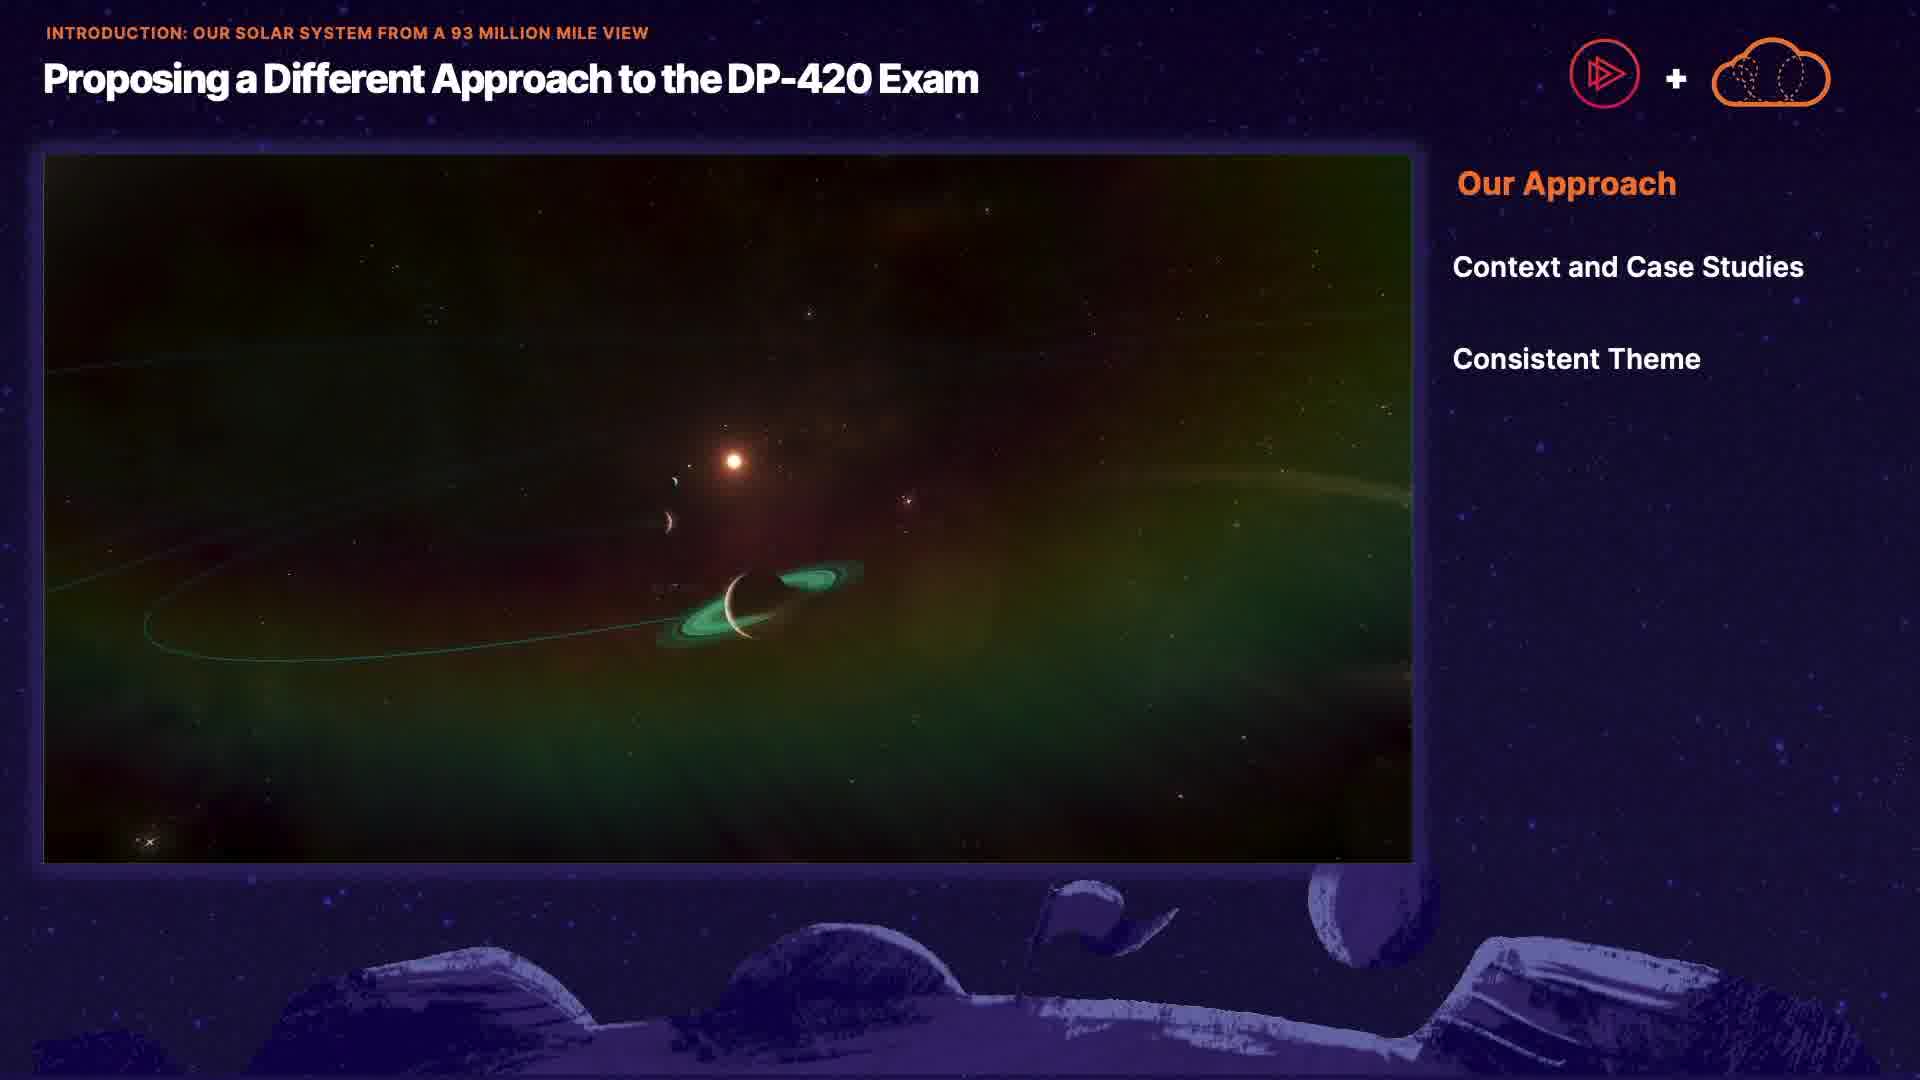 INTRODUCTION: OUR SOLAR SYSTEM FROM A 93 MILLION MILE VIEW
Proposing a Different Approach to the DP-420 Exam
+
Our Approach
Context and Case Studies
Consistent Theme